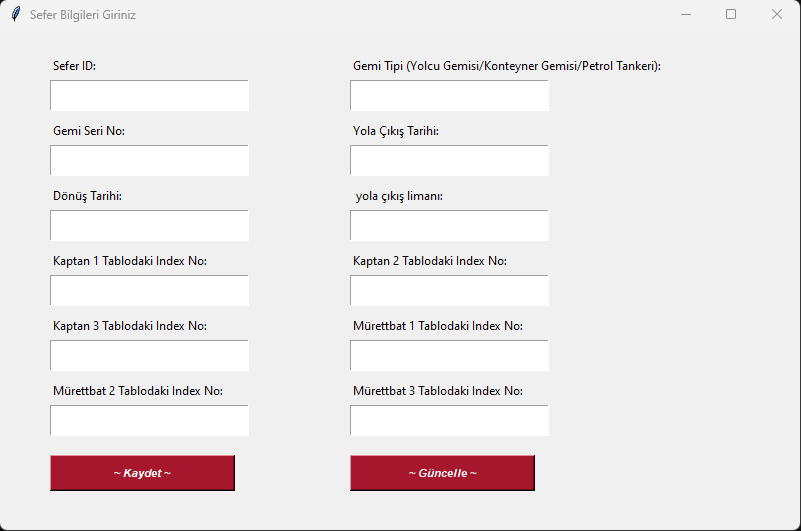 Sefer Bilgileri Giriniz
Sefer ID:
Gemi Tipi (Yolcu Gemisi/Konteyner Gemisi/Petrol Tankeri):
Gemi Seri No:
Yola Çıkış Tarihi:
Dönüş Tarihi:
yola çıkış limanı:
Kaptan 1 Tablodaki Index No:
Kaptan 2 Tablodaki Index No:
Kaptan 3 Tablodaki Index No:
Mürettbat 1 Tablodaki Index No:
Mürettbat 2 Tablodaki Index No:
Mürettbat 3 Tablodaki Index No:
~ Kaydet ~
~ Güncelle ~